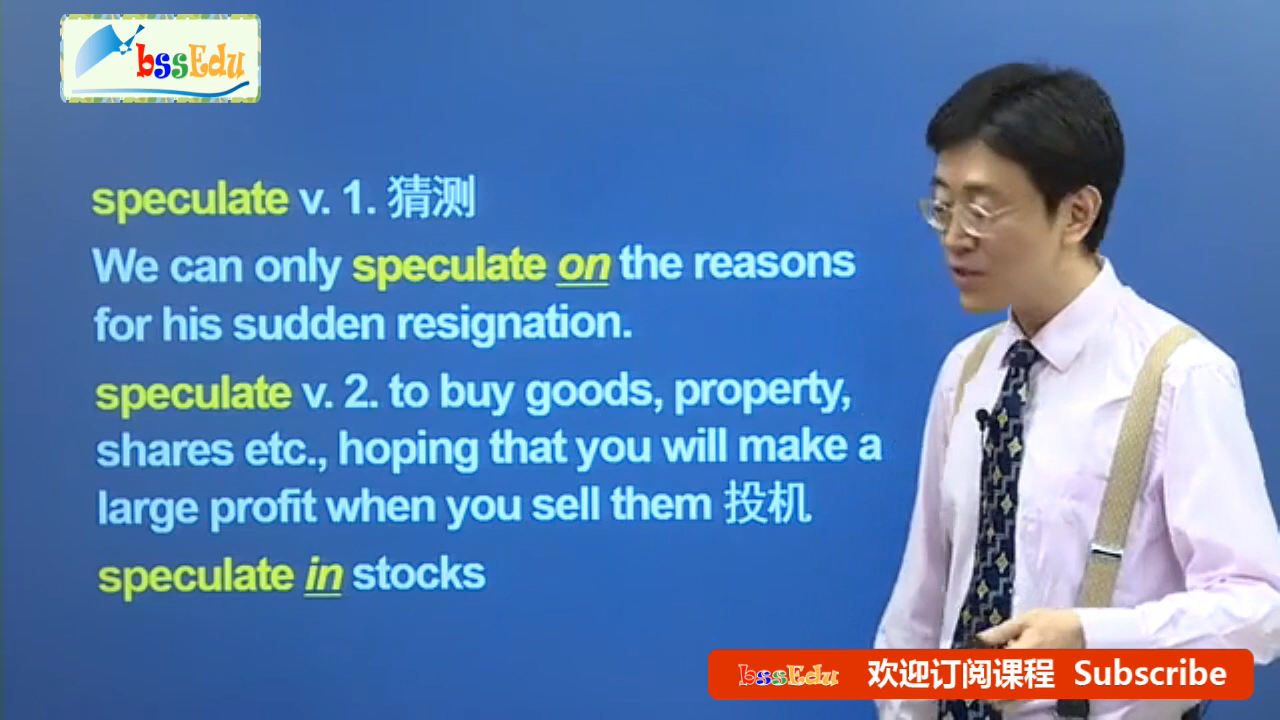 bssEdu
speculate v. 1. 猜测
We can only speculate on the reasons
for his sudden resignation.
speculate v. 2. to buy goods, property,
shares etc., hoping that you will make a
large profit when you sell them 投机
speculate in stocks
bssEdu 欢迎订阅课程 Subscribe